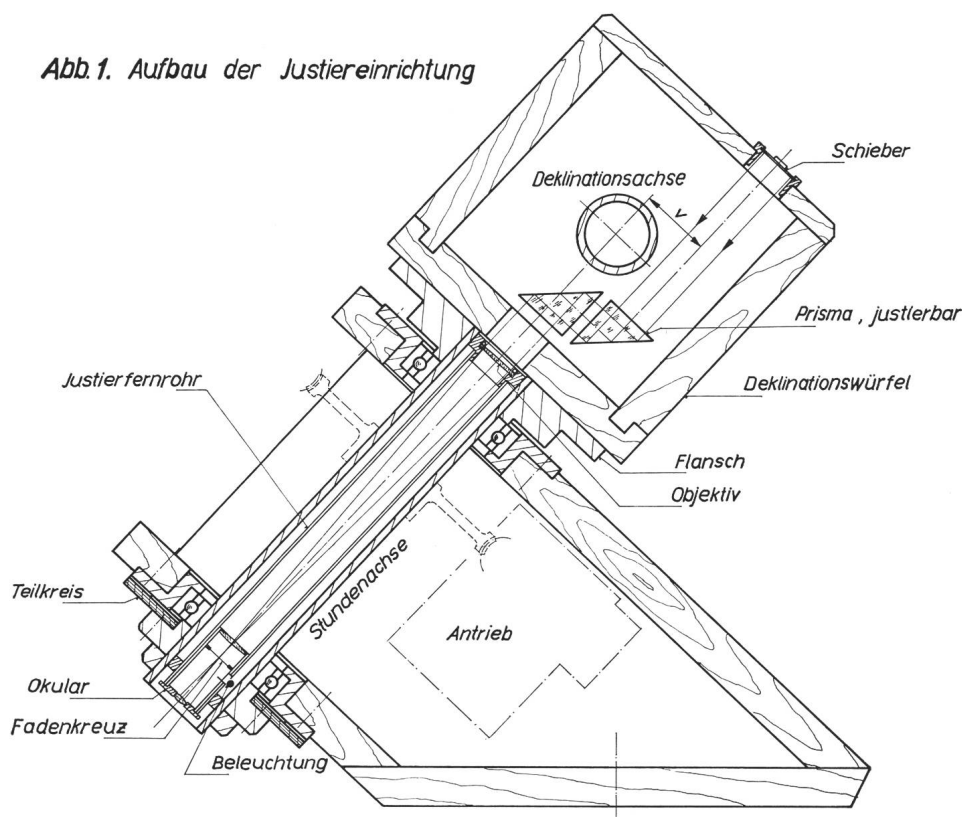 Abb. 1. Aufbau der Justiereinrichtung
Schieber
Deklinationsachse
V
Prisma, justierbar
Justierfernrohr
Deklinationswürfel
Flansch
Objektiv
Teilkreis
Stundenachse
Antrieb
Okular
Fadenkreuz
Beleuchtung